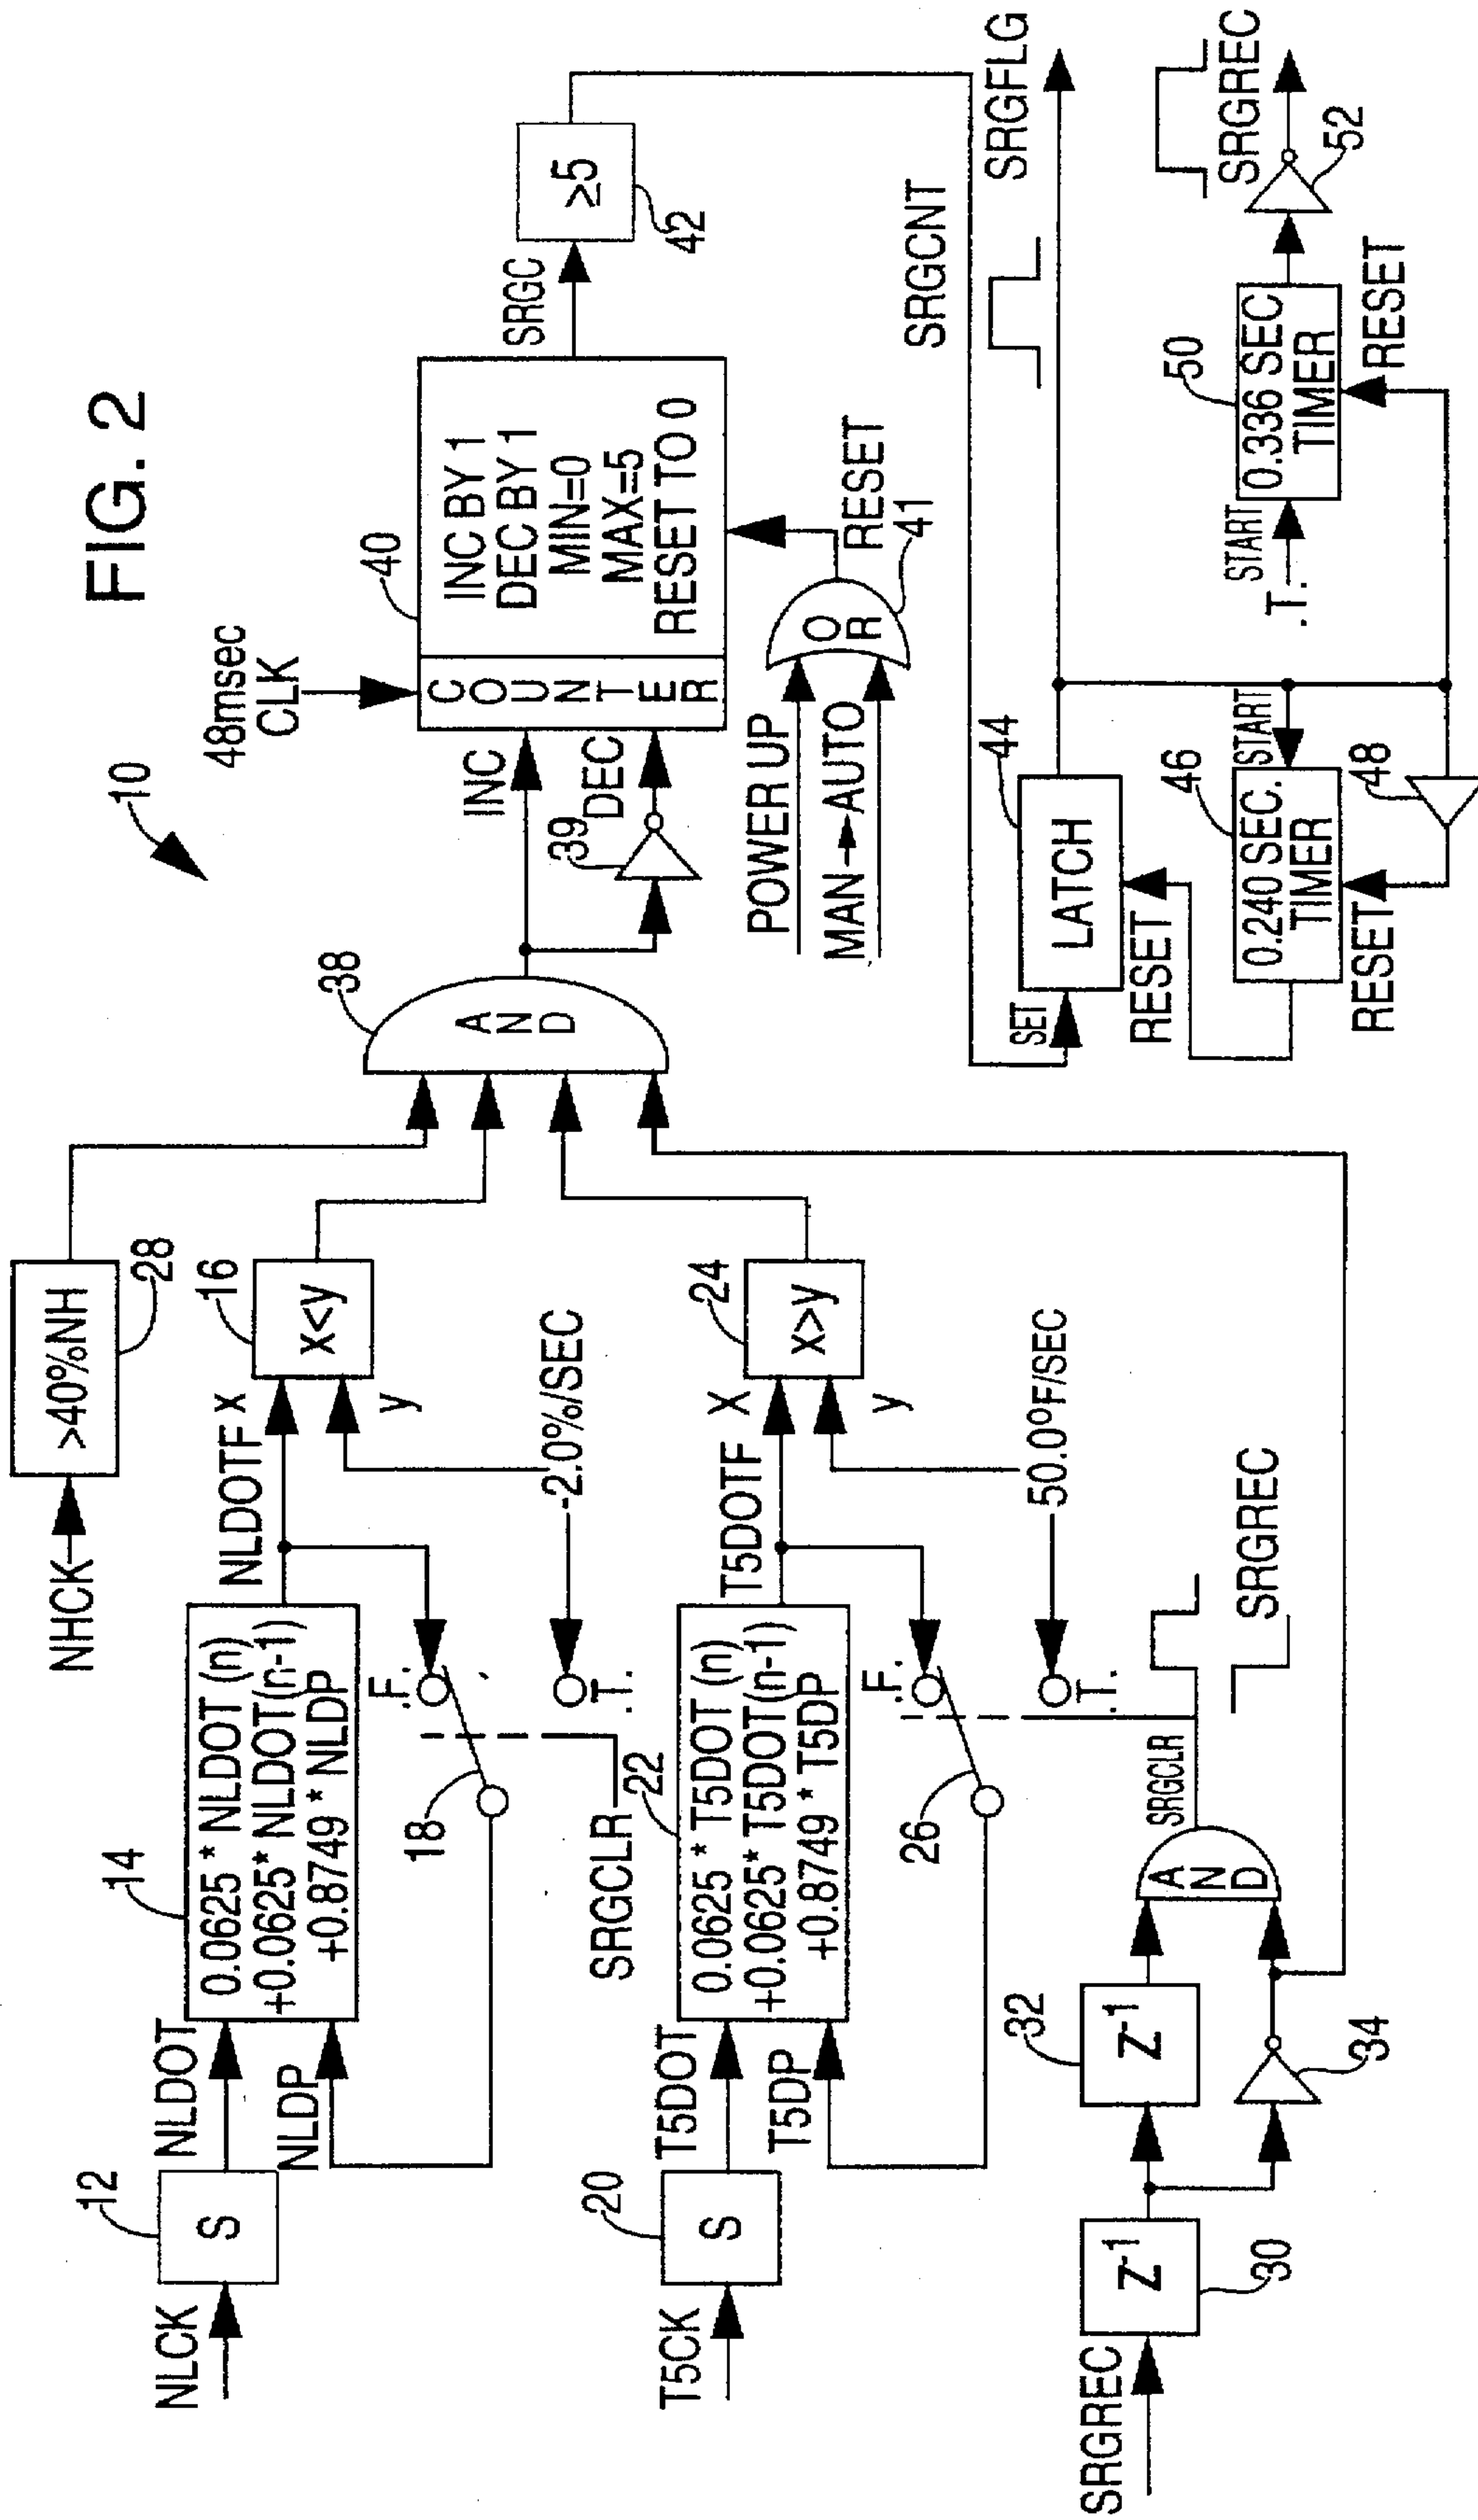 FIG. 2
10
NHCK
>40%NH
28
NLCK
12
S
NLDOT
NLDP
14
0.0625 * NLDOT (n)
+0.0625* NLDOT(n-1)
+0.8749 * NLDP
NLDOTF
x
y
16
x<y
-2.0%/SEC
18
.F.
.T.
SRGCLR
T5CK
20
S
T5DOT
T5DP
22
0.0625 * T5DOT (n)
+0.0625* T5DOT(n-1)
+0.8749 * T5DP
T5DOTF
X
y
24
x>y
50.0°F/SEC
26
.F.
.T.
SRGREC
30
Z-1
32
Z-1
34
AND
SRGCLR
SRGREC
38
AND
39
INC
DEC
48msec
CLK
40
COUNTER
INC BY 1
DEC BY 1
MIN=0
MAX=5
RESET TO 0
POWER UP
MAN AUTO
OR
41
RESET
SRGC
≥5
42
SRGCNT
SET
44
LATCH
RESET
SRGFLG
46
0.240 SEC.
TIMER
START
RESET
48
.T.
START
50
0.336 SEC
TIMER
RESET
52
SRGREC